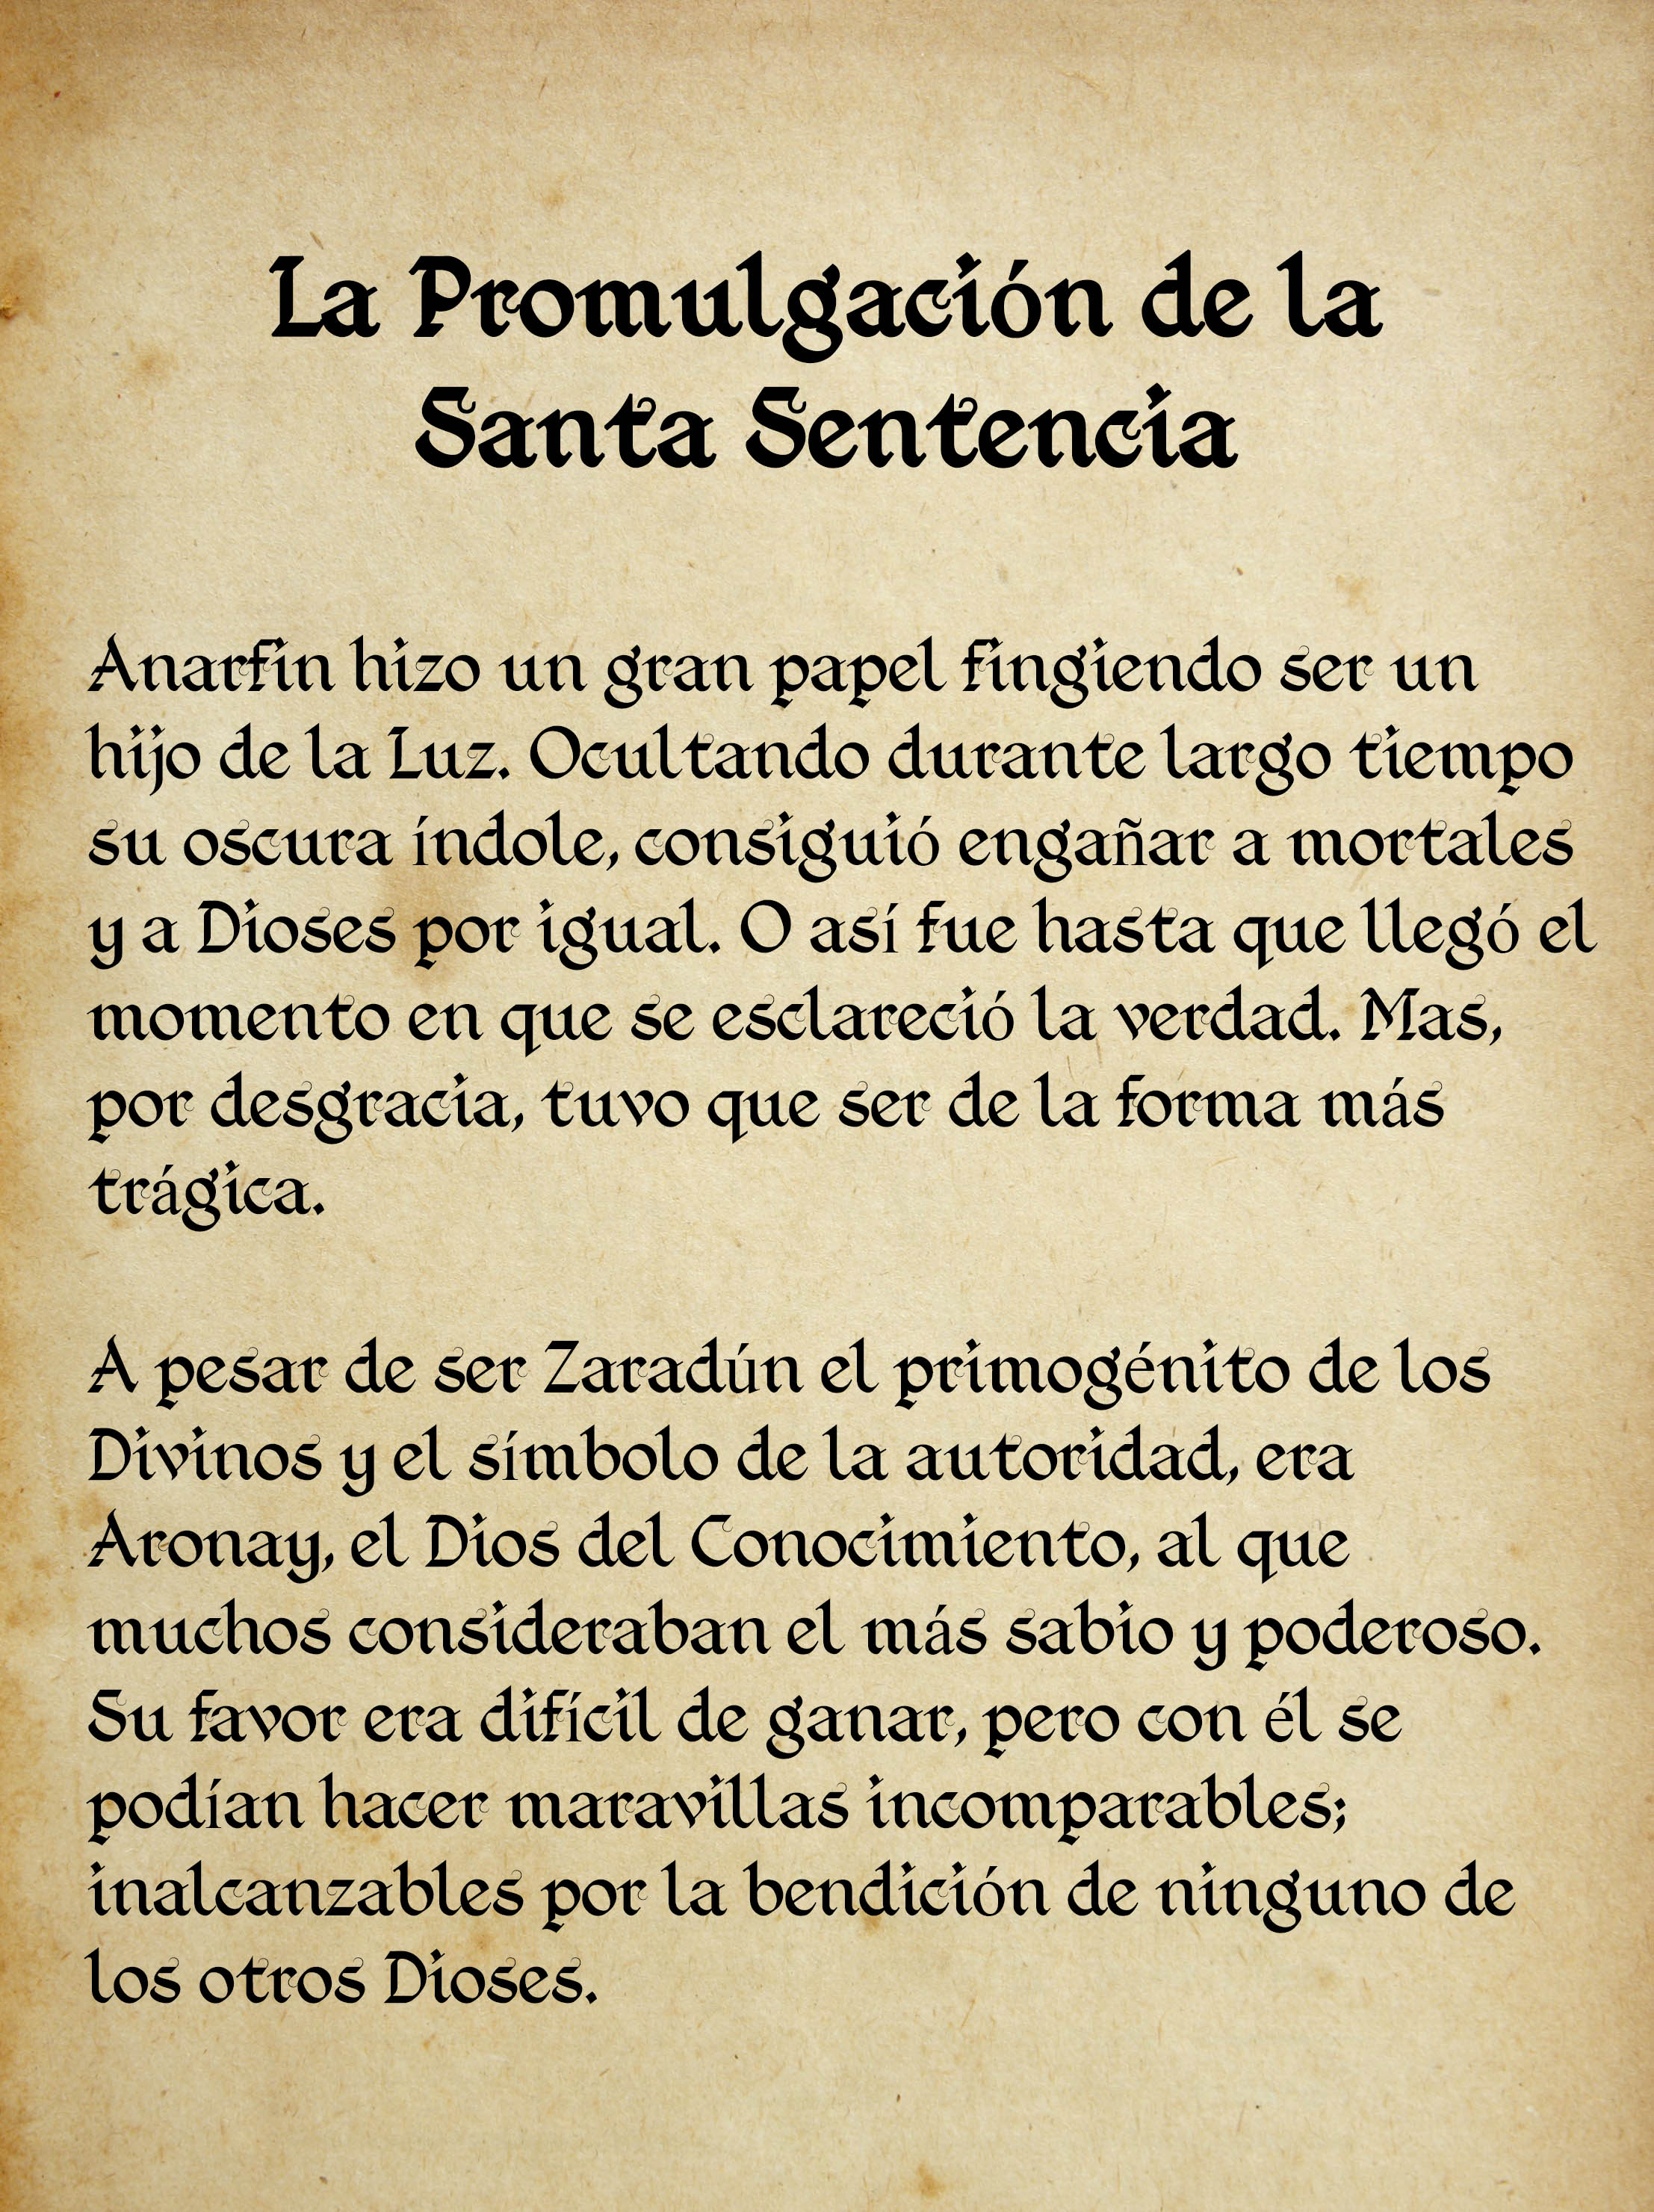 La Promulgación de la
Santa Sentencia
Anarfin hizo un gran papel fingiendo ser un
hijo de la Luz. Ocultando durante largo tiempo
su oscura índole, consiguió engañar a mortales
y a Dioses por igual. O así fue hasta que llegó el
momento en que se esclareció la verdad. Mas,
por desgracia, tuvo que ser de la forma más
trágica.
A pesar de ser Zaradún el primogénito de los
Divinos y el símbolo de la autoridad, era
Aronay, el Dios del Conocimiento, al que
muchos consideraban el más sabio y poderoso.
Su favor era difícil de ganar, pero con él se
podían hacer maravillas incomparables;
inalcanzables por la bendición de ninguno de
los otros Dioses.